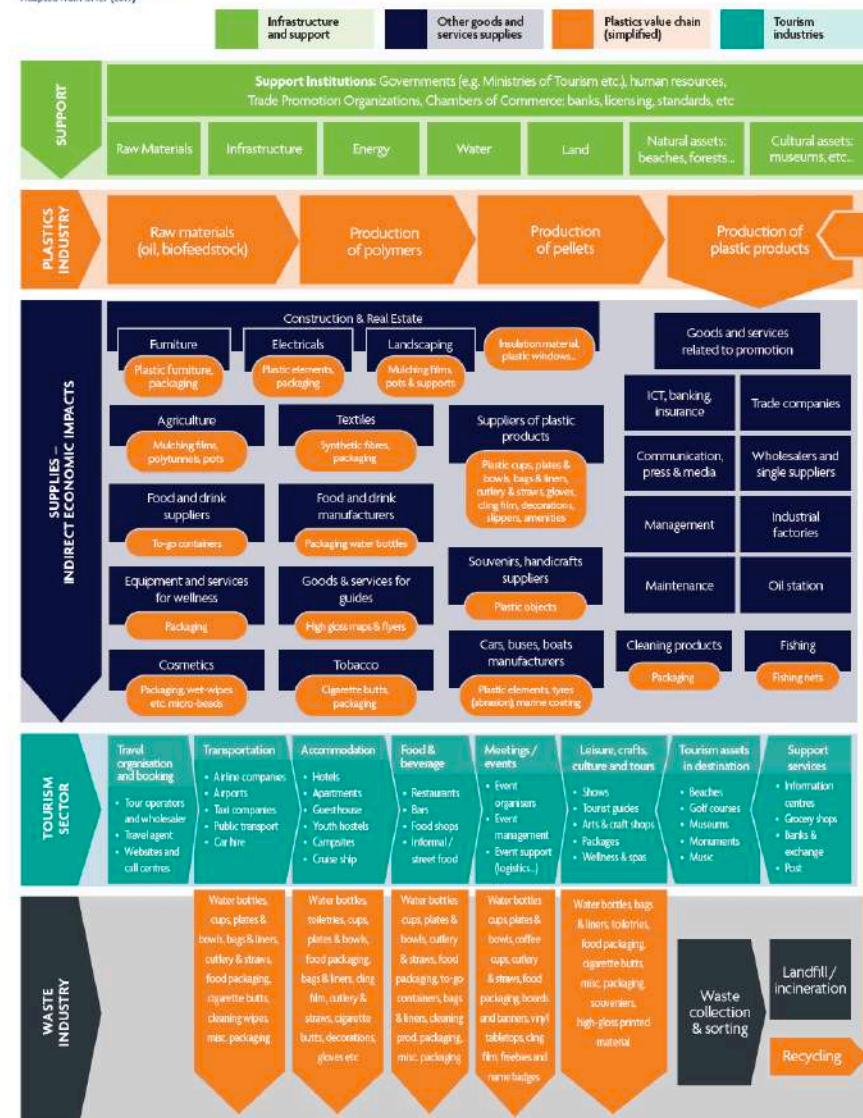 Infrastructure
and support
Other goods and
services supplies
Plastics value chain
(simplified)
Tourism
industries
SUPPORT
Support Institutions: Governments (e.g. Ministries of Tourism etc.), human resources,
Trade Promotion Organizations, Chambers of Commerce: banks, licensing, standards, etc
Raw Materials
Infrastructure
Energy
Water
Land
Natural assets:
beaches, forests...
Cultural assets:
museums, etc...
PLASTICS
INDUSTRY
Raw materials
(oil, biofeedstock)
Production
of polymers
Production
of pellets
Production of
plastic products
SUPPLIES –
INDIRECT ECONOMIC IMPACTS
Construction & Real Estate
Furniture
Plastic furniture,
packaging
Electricals
Plastic elements,
packaging
Landscaping
Mulching films,
pots & supports
Insulation material,
plastic windows...
Agriculture
Mulching films,
polytunnels, pots
Textiles
Synthetic fibres,
packaging
Suppliers of plastic
products
Plastic cups, plates &
bowls, bags & liners,
cutlery & straws, gloves,
cling film, decorations,
slippers, amenities
Food and drink
suppliers
To-go containers
Food and drink
manufacturers
Packaging water bottles
Equipment and services
for wellness
Packaging
Goods & services for
guides
High gloss maps & flyers
Souvenirs, handicrafts
suppliers
Plastic objects
Cosmetics
Packaging, wet-wipes
etc. micro-beads
Tobacco
Cigarette butts,
packaging
Cars, buses, boats
manufacturers
Plastic elements, tyres
(abrasion), marine coating
Goods and services
related to promotion
ICT, banking,
insurance
Trade companies
Communication,
press & media
Wholesalers and
single suppliers
Management
Industrial
factories
Maintenance
Oil station
Cleaning products
Packaging
Fishing
Fishing nets
TOURISM
SECTOR
Travel
organisation
and booking
• Tour operators
and wholesaler
• Travel agent
• Websites and
call centres
Transportation
• Airline companies
• Airports
• Taxi companies
• Public transport
• Car hire
Accommodation
• Hotels
• Apartments
• Guesthouse
• Youth hostels
• Campsites
• Cruise ship
Food &
beverage
• Restaurants
• Bars
• Food shops
• Informal /
street food
Meetings /
events
• Event
organisers
• Event
management
• Event support
(logistics...)
Leisure, crafts,
culture and tours
• Shows
• Tourist guides
• Arts & craft shops
• Packages
• Wellness & spas
Tourism assets
in destination
• Beaches
• Golf courses
• Museums
• Monuments
• Music
Support
services
• Information
centres
• Grocery shops
• Banks &
exchange
• Post
WASTE
INDUSTRY
Water bottles,
cups, plates &
bowls, bags & liners,
cutlery & straws,
food packaging,
cigarette butts,
cleaning wipes,
misc. packaging
Water bottles,
toiletries, cups,
plates & bowls,
food packaging,
bags & liners, cling
film, cutlery &
straws, cigarette
butts, decorations,
gloves etc
Water bottles,
cups, plates &
bowls, cutlery
& straws, food
packaging, to-go
containers, bags
& liners, cleaning
prod. packaging,
misc. packaging
Water bottles
cups, plates &
bowls, coffee
cups, cutlery
& straws, food
packaging, boards
and banners, vinyl
tabletops, cling
film, freebies and
name badges
Water bottles, bags
& liners, toiletries,
food packaging,
cigarette butts,
misc. packaging,
souveniers,
high-gloss printed
material
Waste
collection
& sorting
Landfill /
incineration
Recycling